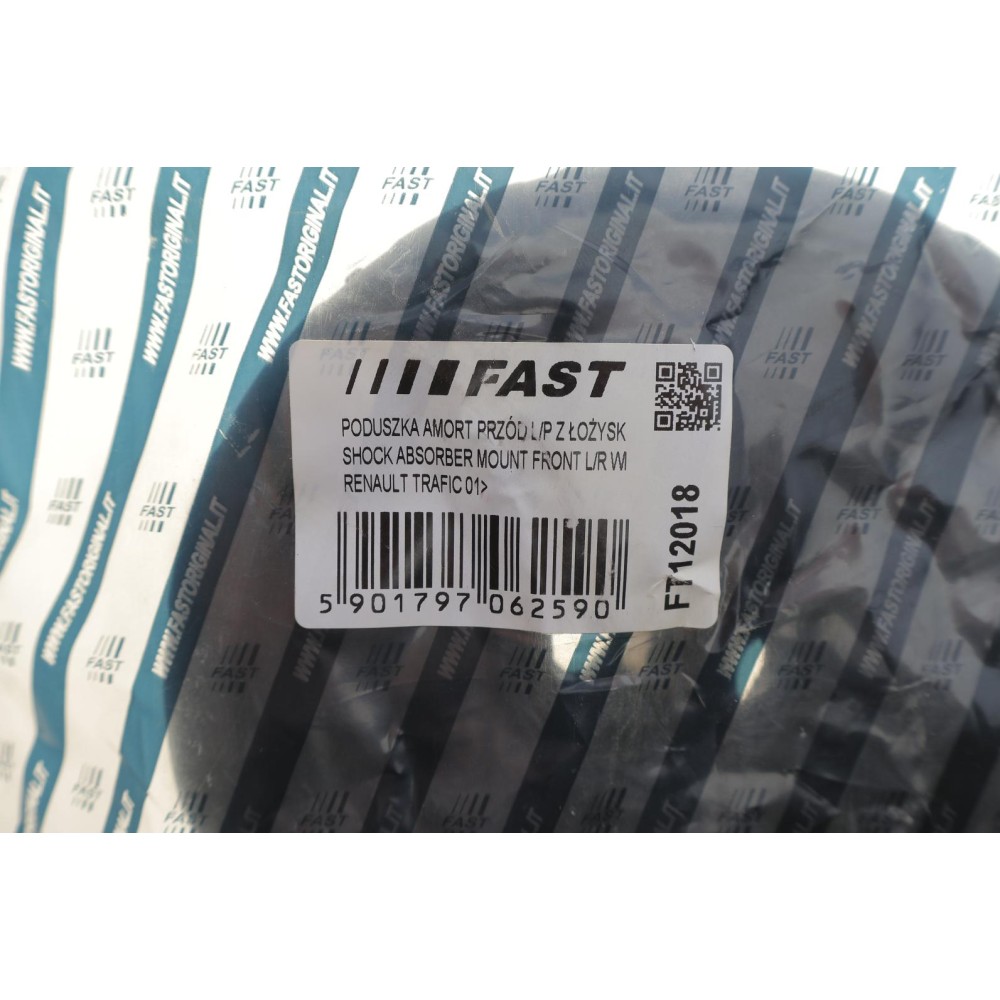 FAST
PODUSZKA AMORT PRZÓD L/P Z ŁOŻYSK
SHOCK ABSORBER MOUNT FRONT L/R WI
RENAULT TRAFIC 01>
5 901797 062590
FT12018
WWW.FASTORIGINAL.IT
FAST